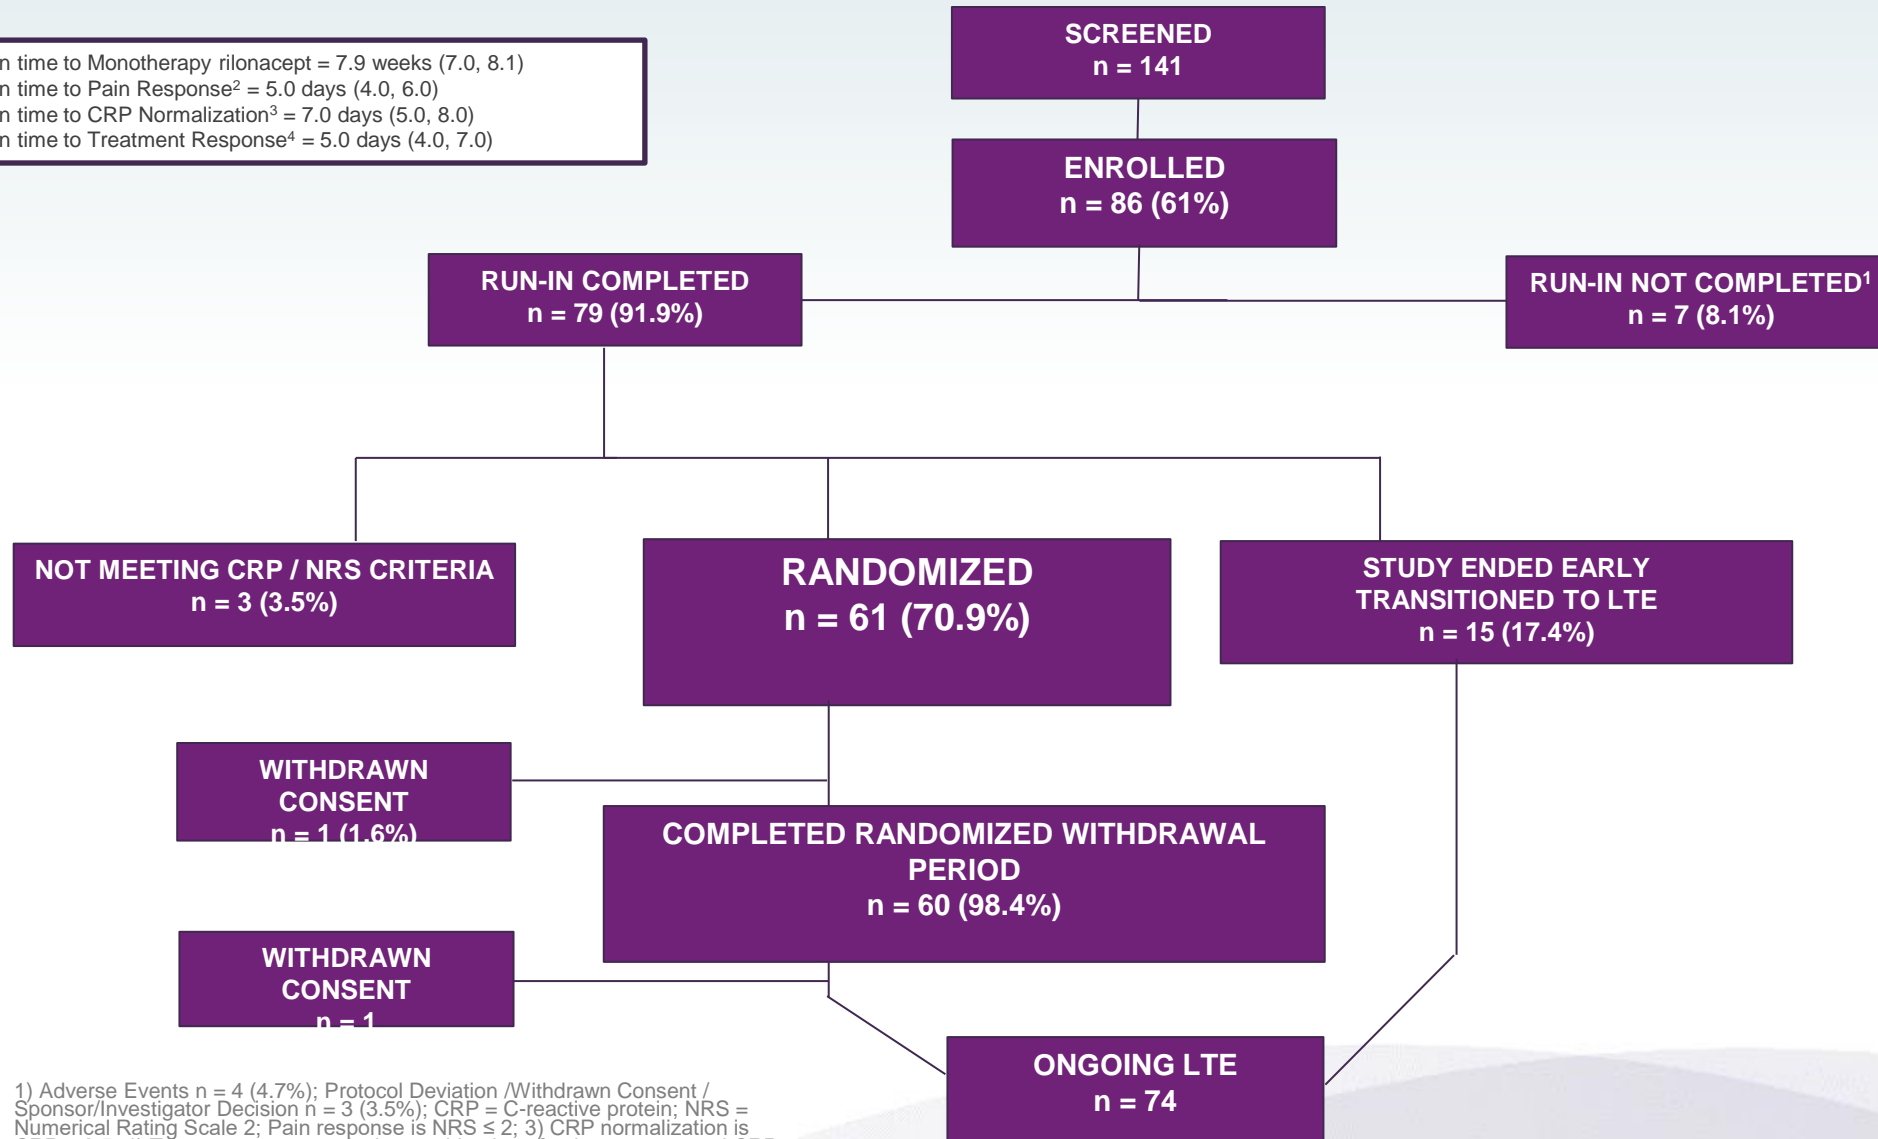 n time to Monotherapy rilonacept = 7.9 weeks (7.0, 8.1)
n time to Pain Response² = 5.0 days (4.0, 6.0)
n time to CRP Normalization³ = 7.0 days (5.0, 8.0)
n time to Treatment Response⁴ = 5.0 days (4.0, 7.0)
SCREENED
n = 141
ENROLLED
n = 86 (61%)
RUN-IN COMPLETED
n = 79 (91.9%)
RUN-IN NOT COMPLETED¹
n = 7 (8.1%)
NOT MEETING CRP / NRS CRITERIA
n = 3 (3.5%)
RANDOMIZED
n = 61 (70.9%)
STUDY ENDED EARLY
TRANSITIONED TO LTE
n = 15 (17.4%)
WITHDRAWN
CONSENT
n = 1 (1.6%)
COMPLETED RANDOMIZED WITHDRAWAL
PERIOD
n = 60 (98.4%)
WITHDRAWN
CONSENT
n = 1
ONGOING LTE
n = 74
1) Adverse Events n = 4 (4.7%); Protocol Deviation /Withdrawn Consent /
Sponsor/Investigator Decision n = 3 (3.5%); CRP = C-reactive protein; NRS =
Numerical Rating Scale 2; Pain response is NRS ≤ 2; 3) CRP normalization is